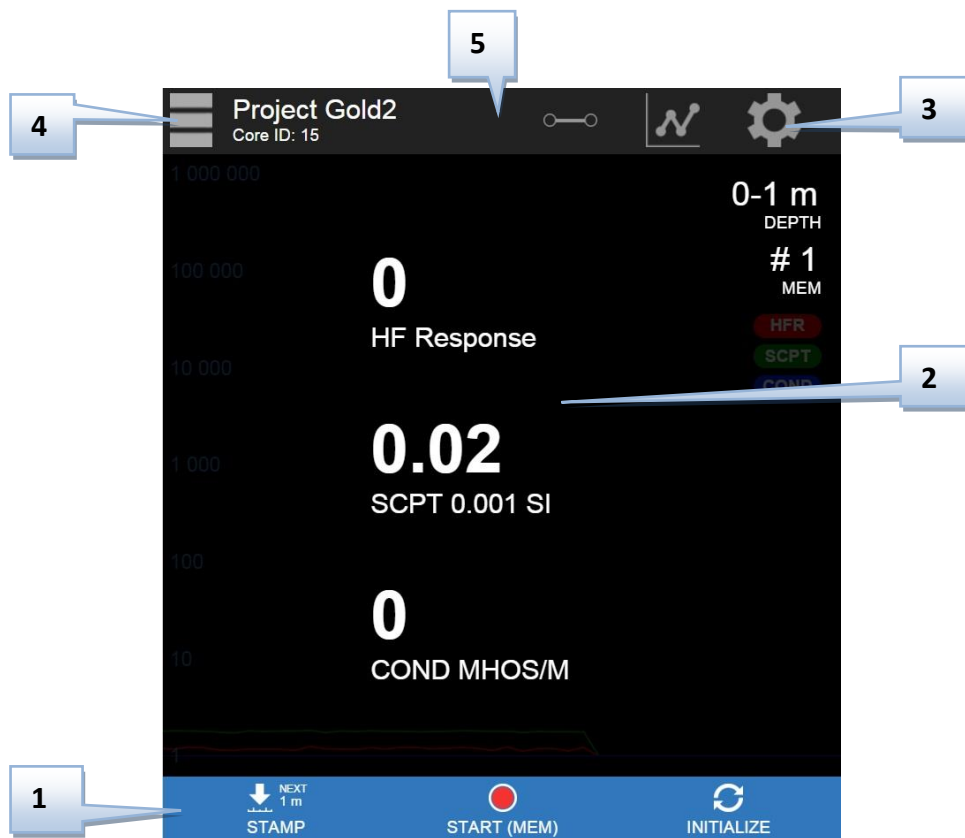 5
4
Project Gold2
Core ID: 15
3
1 000 000
0-1 m
DEPTH
100 000
0
# 1
MEM
HF Response
HFR
10 000
SCPT
COND
2
0.02
1 000
SCPT 0.001 SI
100
0
10
COND MHOS/M
1
1
NEXT
1 m
STAMP
START (MEM)
INITIALIZE